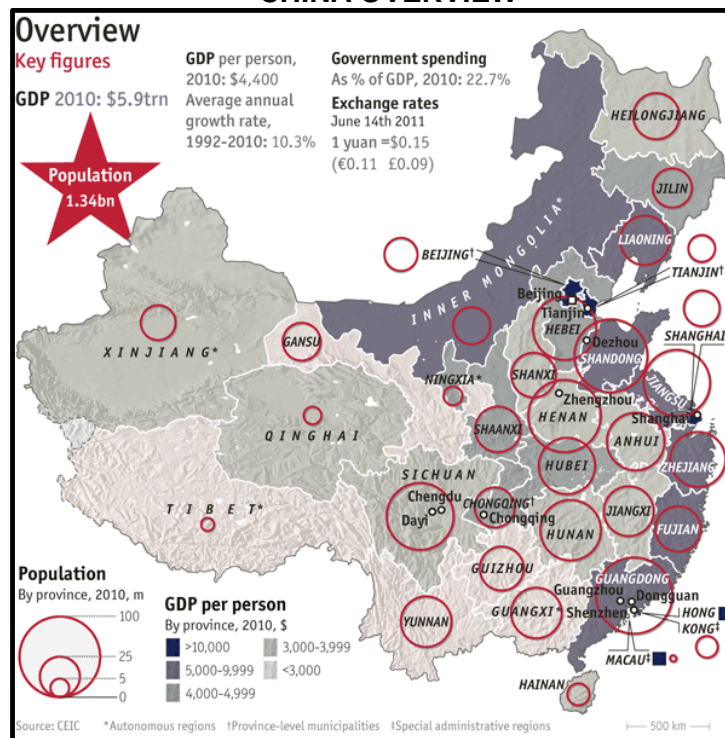 CHINA OVERVIEW
Overview
Key figures
GDP 2010: $5.9trn
Population
1.34bn
GDP per person,
2010: $4,400
Average annual
growth rate,
1992-2010: 10.3%
Government spending
As % of GDP, 2010: 22.7%
Exchange rates
June 14th 2011
1 yuan =$0.15
(€0.11 £0.09)
HEILONGJIANG
JILIN
LIAONING
INNER MONGOLIA*
BEIJING†
TIANJIN†
Beijing
Tianjin
HEBEI
Dezhou
SHANDONG
SHANGHAI†
XINJIANG*
GANSU
NINGXIA*
SHANXI
JIANGSU
Shanghai
Zhengzhou
HENAN
QINGHAI
SHAANXI
ANHUI
HUBEI
ZHEJIANG
TIBET*
SICHUAN
Chengdu
Dayi
CHONGQING†
Chongqing
HUNAN
JIANGXI
FUJIAN
GUIZHOU
GUANGDONG
Guangzhou
Dongguan
Shenzhen
HONG
KONG‡
YUNNAN
GUANGXI*
MACAU‡
HAINAN
Population
By province, 2010, m
100
25
5
0
GDP per person
By province, 2010, $
>10,000
5,000-9,999
4,000-4,999
3,000-3,999
<3,000
Source: CEIC *Autonomous regions †Province-level municipalities ‡Special administrative regions
500 km